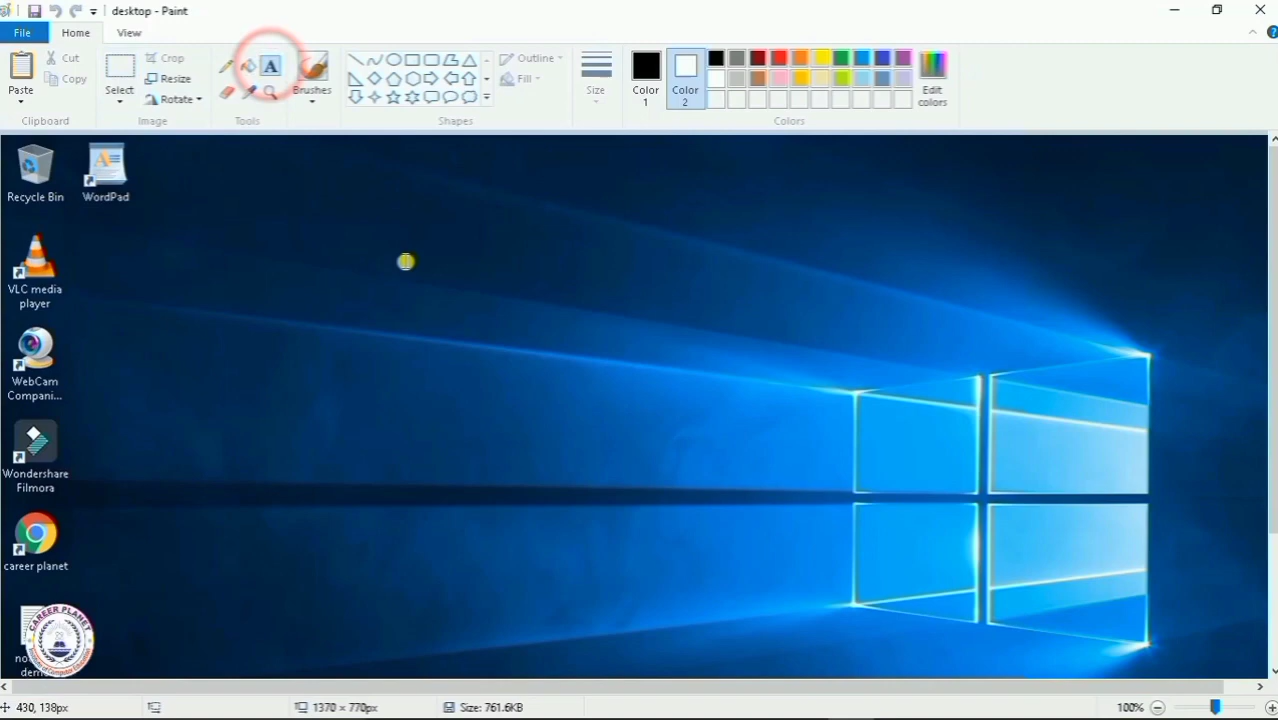 desktop - Paint
File Home View
Paste
Cut
Copy
Clipboard
Select
Crop
Resize
Rotate
Image
A
Tools
Brushes
Shapes
Outline
Fill
Size
Color 1
Color 2
Edit colors
Colors
Recycle Bin
WordPad
VLC media player
WebCam Compani...
Wondershare Filmora
career planet
CAREER PLANET
430, 138px
1370 × 770px
Size: 761.6KB
100%